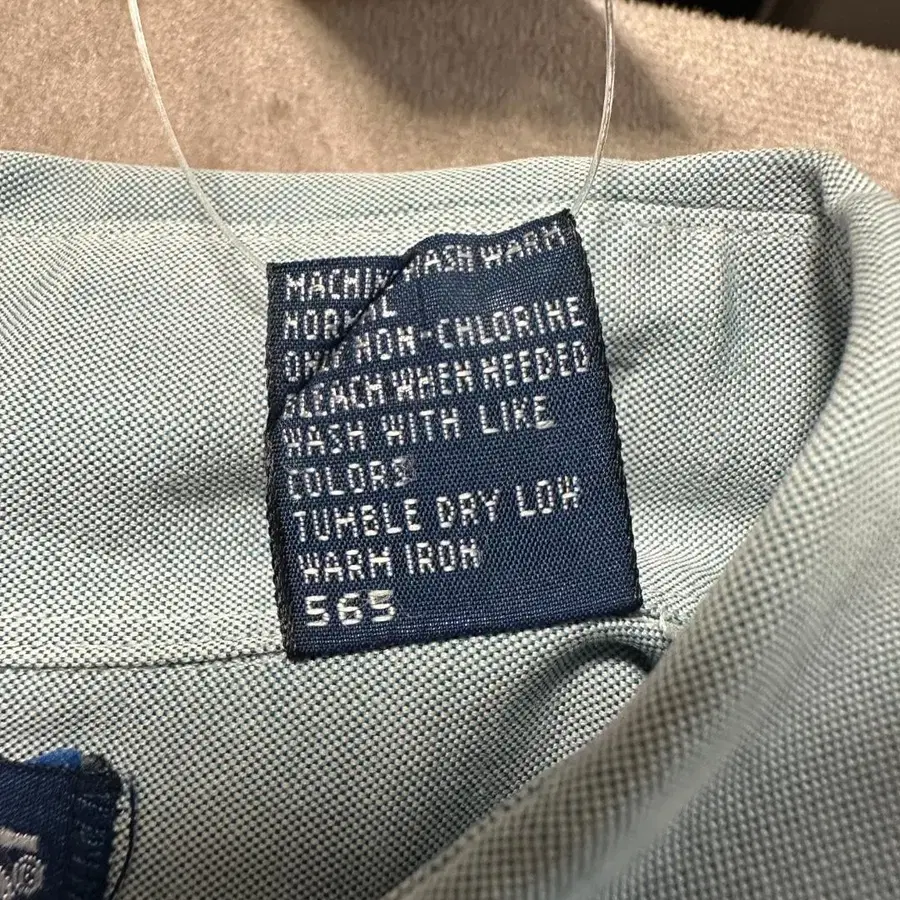 MACHINE WASH WARM
NORMAL
ONLY NON-CHLORINE
BLEACH WHEN NEEDED
WASH WITH LIKE
COLORS
TUMBLE DRY LOW
WARM IRON
565